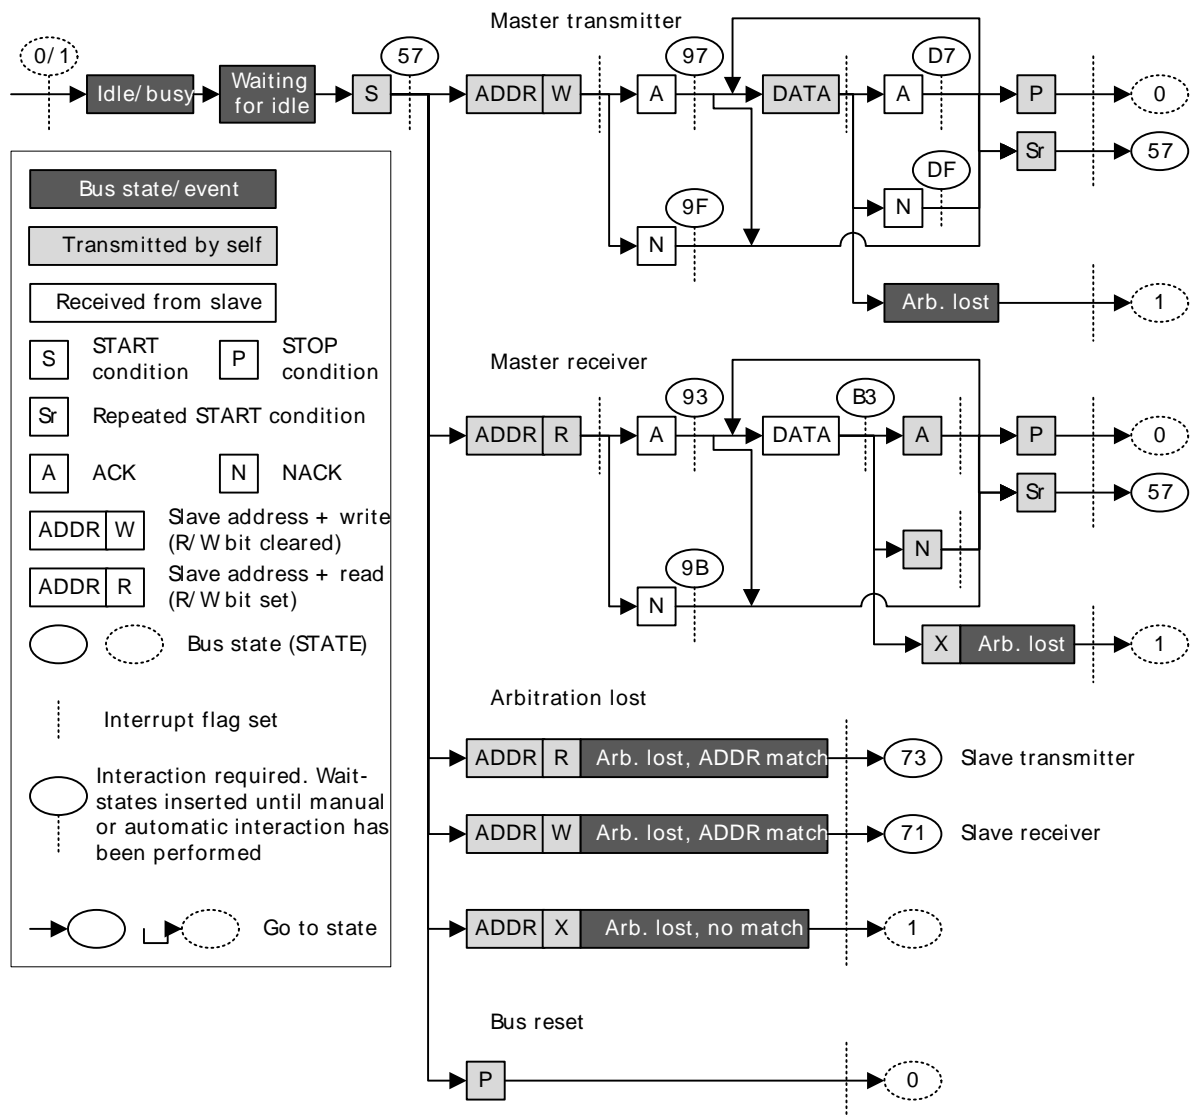 Master transmitter
0/1
57
97
D7
Idle/busy
Waiting
for idle
S
ADDR W
A
DATA
A
P
0
Sr
57
DF
N
9F
N
Arb. lost
1
Bus state/event
Transmitted by self
Received from slave
S
START
condition
P
STOP
condition
Sr
Repeated START condition
A
ACK
N
NACK
ADDR W
Slave address + write
(R/W bit cleared)
ADDR R
Slave address + read
(R/W bit set)
Bus state (STATE)
Interrupt flag set
Interaction required. Wait-
states inserted until manual
or automatic interaction has
been performed
Go to state
Master receiver
93
B3
ADDR R
A
DATA
A
P
0
Sr
57
N
9B
N
X Arb. lost
1
Arbitration lost
ADDR R Arb. lost, ADDR match
73
Slave transmitter
ADDR W Arb. lost, ADDR match
71
Slave receiver
ADDR X Arb. lost, no match
1
Bus reset
P
0